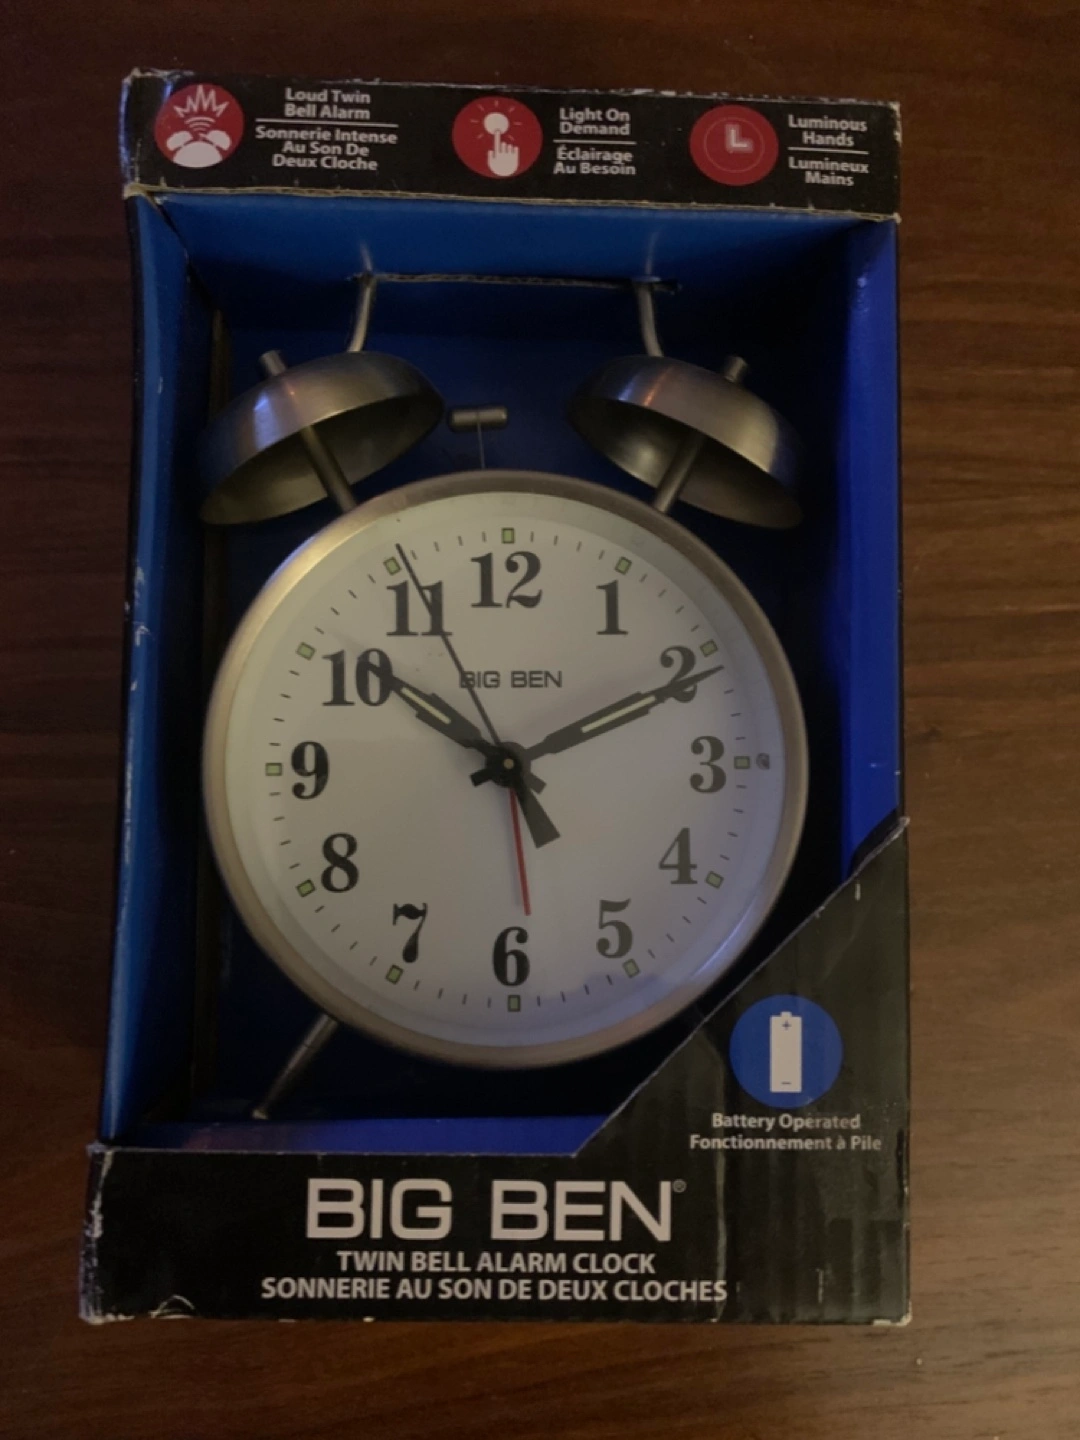 Loud Twin
Bell Alarm
Sonnerie Intense
Au Son De
Deux Cloche
Light On
Demand
Éclairage
Au Besoin
Luminous
Hands
Lumineux
Mains
12
11
1
10
2
BIG BEN
9
3
8
4
7
5
6
Battery Operated
Fonctionnement à Pile
BIG BEN®
TWIN BELL ALARM CLOCK
SONNERIE AU SON DE DEUX CLOCHES